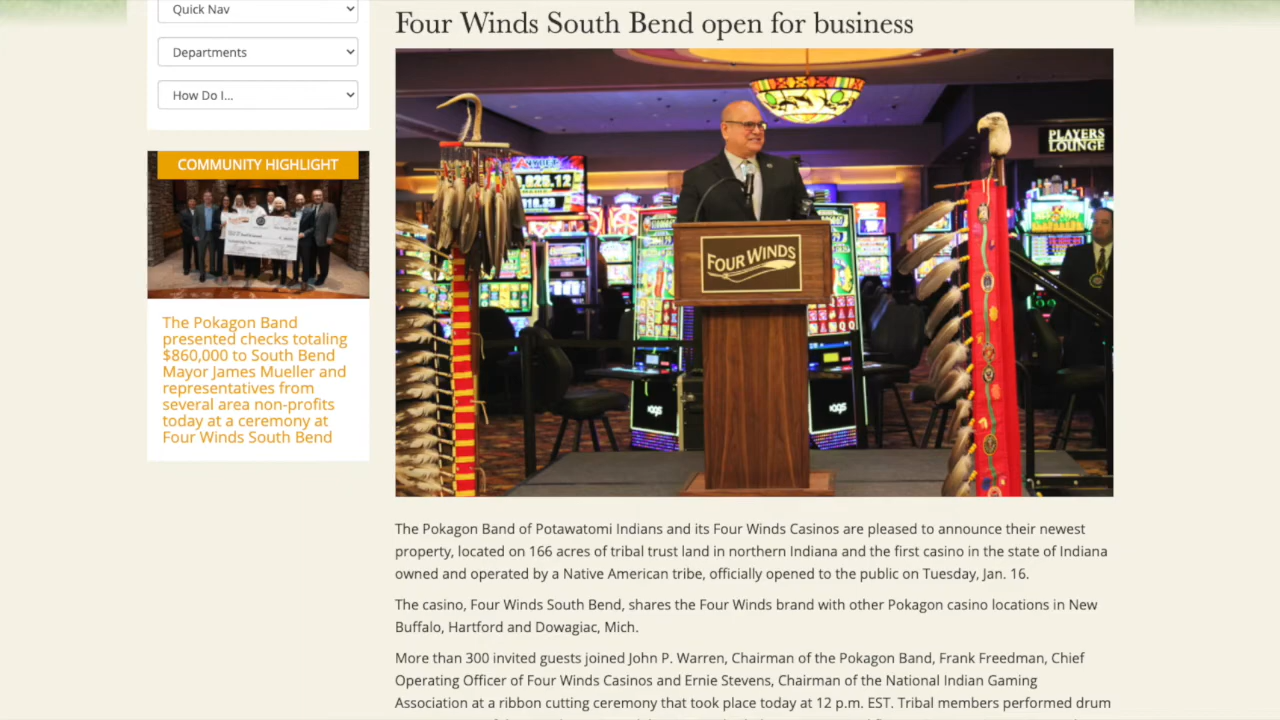 Quick Nav
Departments
How Do I...
COMMUNITY HIGHLIGHT
The Pokagon Band
presented checks totaling
$860,000 to South Bend
Mayor James Mueller and
representatives from
several area non-profits
today at a ceremony at
Four Winds South Bend
Four Winds South Bend open for business
PLAYERS
LOUNGE
FOUR WINDS
The Pokagon Band of Potawatomi Indians and its Four Winds Casinos are pleased to announce their newest
property, located on 166 acres of tribal trust land in northern Indiana and the first casino in the state of Indiana
owned and operated by a Native American tribe, officially opened to the public on Tuesday, Jan. 16.
The casino, Four Winds South Bend, shares the Four Winds brand with other Pokagon casino locations in New
Buffalo, Hartford and Dowagiac, Mich.
More than 300 invited guests joined John P. Warren, Chairman of the Pokagon Band, Frank Freedman, Chief
Operating Officer of Four Winds Casinos and Ernie Stevens, Chairman of the National Indian Gaming
Association at a ribbon cutting ceremony that took place today at 12 p.m. EST. Tribal members performed drum